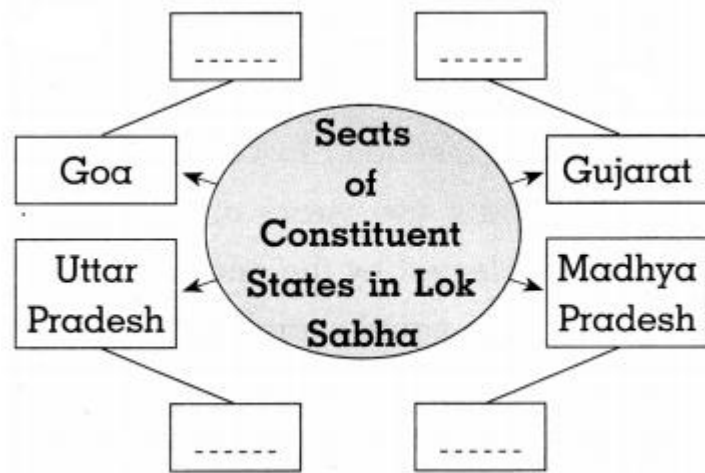 ------
------
Seats
of
Constituent
States in Lok
Sabha
Goa
Gujarat
Uttar
Pradesh
Madhya
Pradesh
------
------